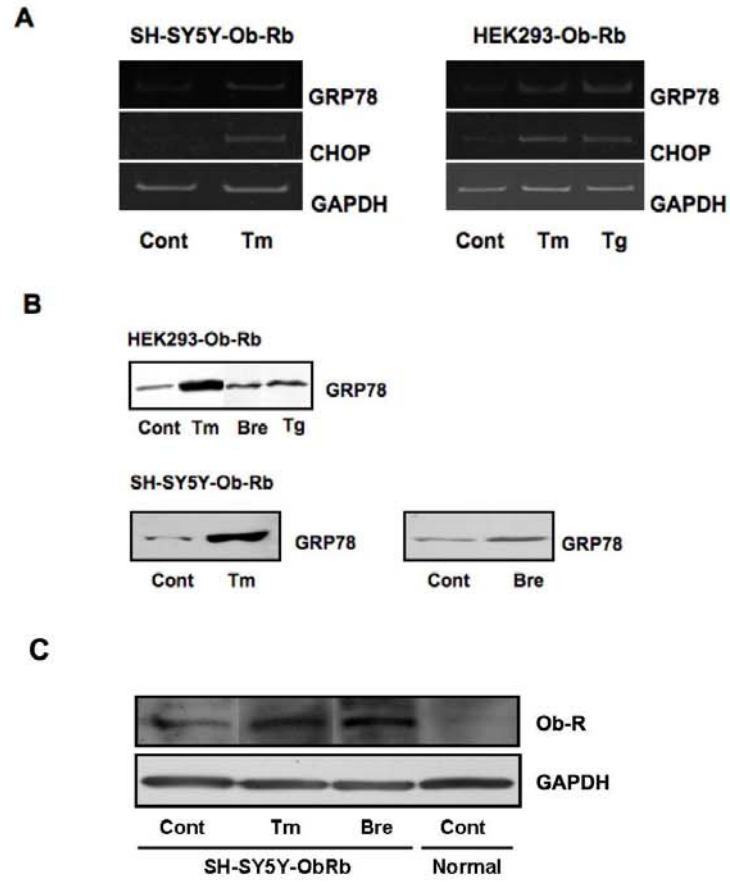 A
SH-SY5Y-Ob-Rb
HEK293-Ob-Rb
GRP78
GRP78
CHOP
CHOP
GAPDH
GAPDH
Cont Tm
Cont Tm Tg
B
HEK293-Ob-Rb
GRP78
Cont Tm Bre Tg
SH-SY5Y-Ob-Rb
GRP78
GRP78
Cont Tm
Cont Bre
C
Ob-R
GAPDH
Cont Tm Bre Cont
SH-SY5Y-ObRb Normal